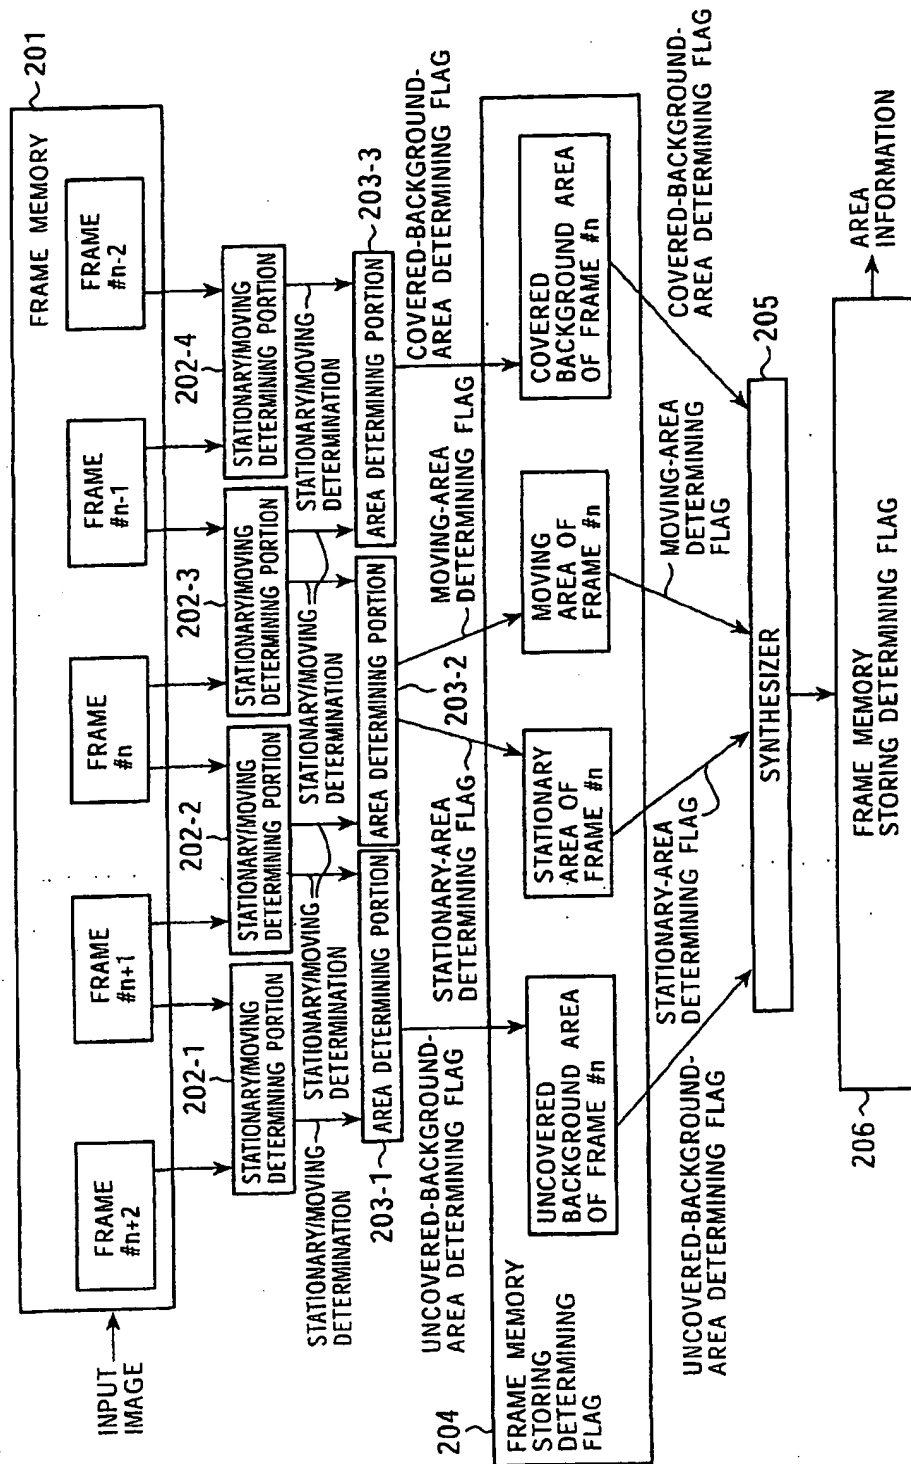 INPUT
IMAGE
FRAME MEMORY
201
FRAME
#n+2
FRAME
#n+1
FRAME
#n
FRAME
#n-1
FRAME
#n-2
202-1
202-2
202-3
202-4
STATIONARY/MOVING
DETERMINING PORTION
STATIONARY/MOVING
DETERMINING PORTION
STATIONARY/MOVING
DETERMINING PORTION
STATIONARY/MOVING
DETERMINING PORTION
STATIONARY/MOVING
DETERMINATION
STATIONARY/MOVING
DETERMINATION
STATIONARY/MOVING
DETERMINATION
STATIONARY/MOVING
DETERMINATION
203-1
AREA DETERMINING PORTION
AREA DETERMINING PORTION
AREA DETERMINING PORTION
203-3
203-2
UNCOVERED-BACKGROUND-
AREA DETERMINING FLAG
STATIONARY-AREA
DETERMINING FLAG
MOVING-AREA
DETERMINING FLAG
COVERED-BACKGROUND-
AREA DETERMINING FLAG
204
FRAME MEMORY
STORING
DETERMINING
FLAG
UNCOVERED
BACKGROUND AREA
OF FRAME #n
STATIONARY
AREA OF
FRAME #n
MOVING
AREA OF
FRAME #n
COVERED
BACKGROUND AREA
OF FRAME #n
UNCOVERED-BACKGROUND-
AREA DETERMINING FLAG
STATIONARY-AREA
DETERMINING FLAG
MOVING-AREA
DETERMINING
FLAG
COVERED-BACKGROUND-
AREA DETERMINING FLAG
SYNTHESIZER
205
206
FRAME MEMORY
STORING DETERMINING FLAG
AREA
INFORMATION